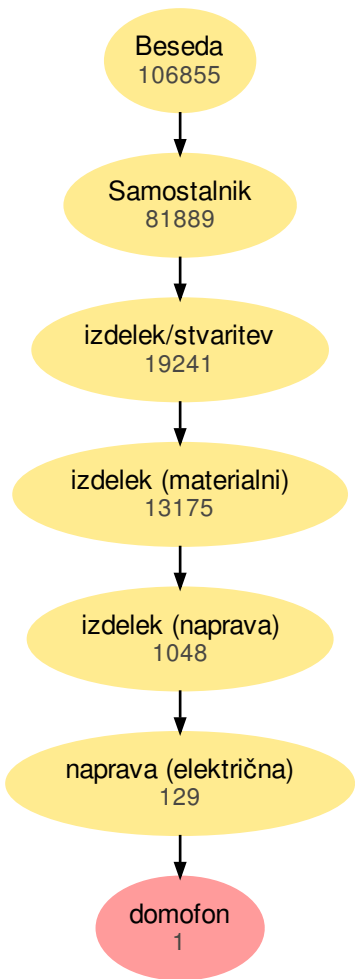 Beseda
106855
Samostalnik
81889
izdelek/stvaritev
19241
izdelek (materialni)
13175
izdelek (naprava)
1048
naprava (električna)
129
domofon
1